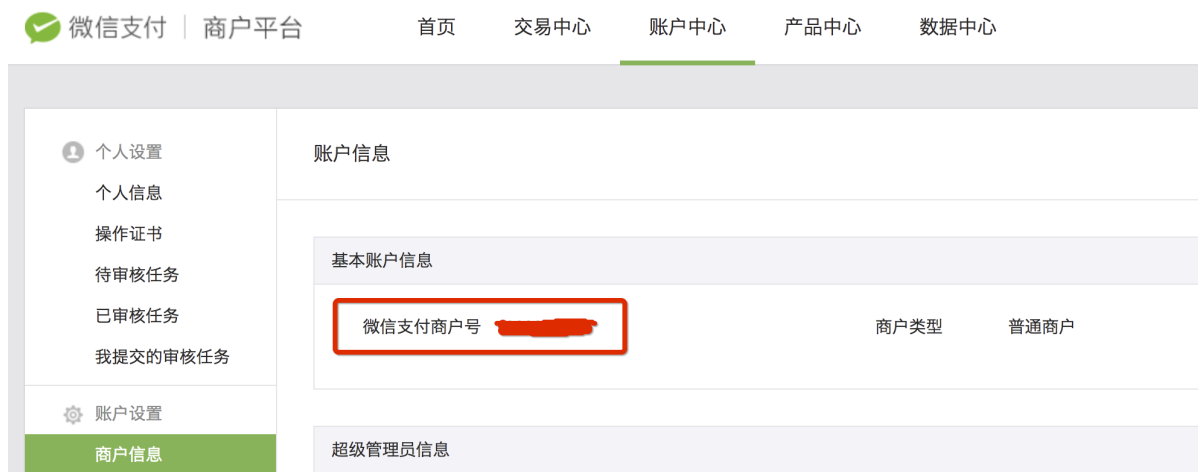 微信支付 | 商户平台 首页 交易中心 账户中心 产品中心 数据中心
个人设置
个人信息
操作证书
待审核任务
已审核任务
我提交的审核任务
账户设置
商户信息
账户信息
基本账户信息
微信支付商户号 商户类型 普通商户
超级管理员信息